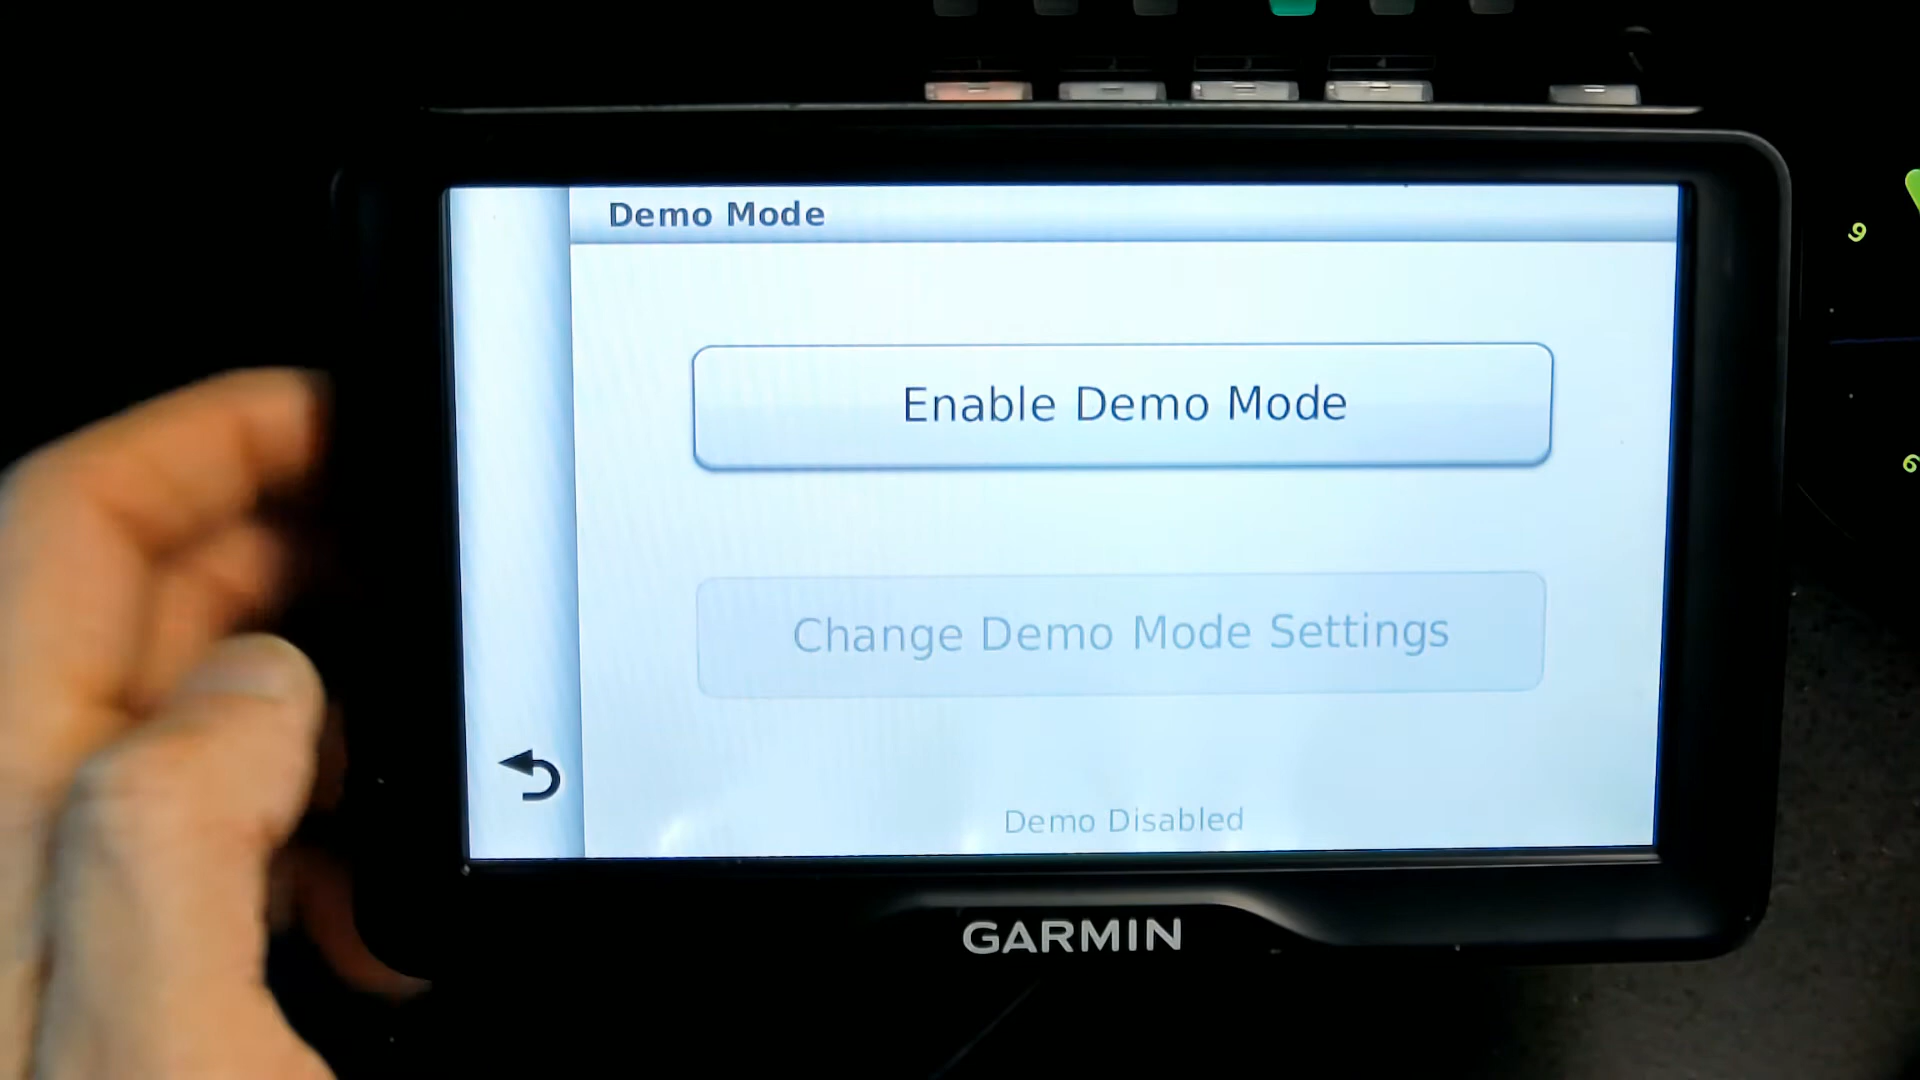 Demo Mode
Enable Demo Mode
Change Demo Mode Settings
Demo Disabled
GARMIN